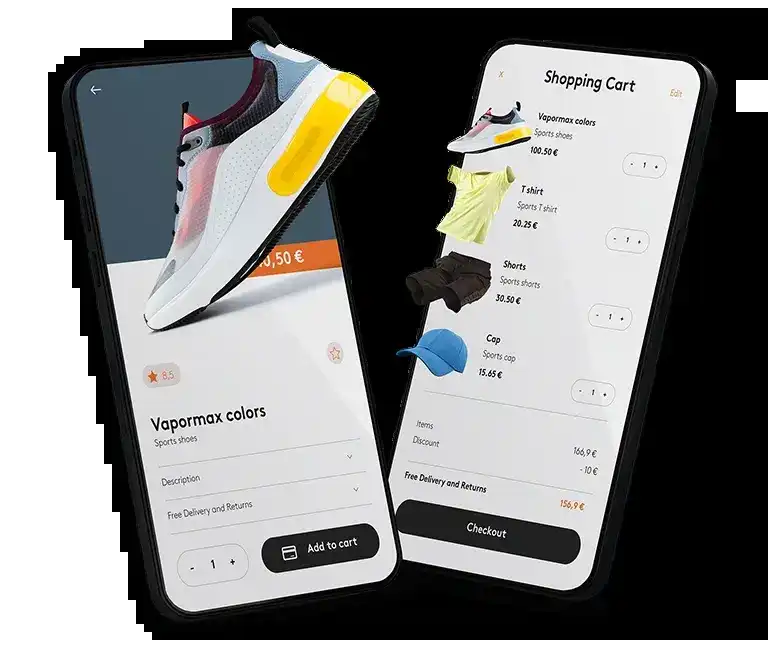 0,50 €
8,5
Vapormax colors
Sports shoes
Description
Free Delivery and Returns
- 1 +
Add to cart
x
Shopping Cart
Edit
Vapormax colors
Sports shoes
100.50 €
- 1 +
T shirt
Sports T shirt
20.25 €
- 1 +
Shorts
Sports shorts
30.50 €
- 1 +
Cap
Sports cap
15.65 €
- 1 +
Items
166,9 €
Discount
- 10 €
Free Delivery and Returns
156,9 €
Checkout